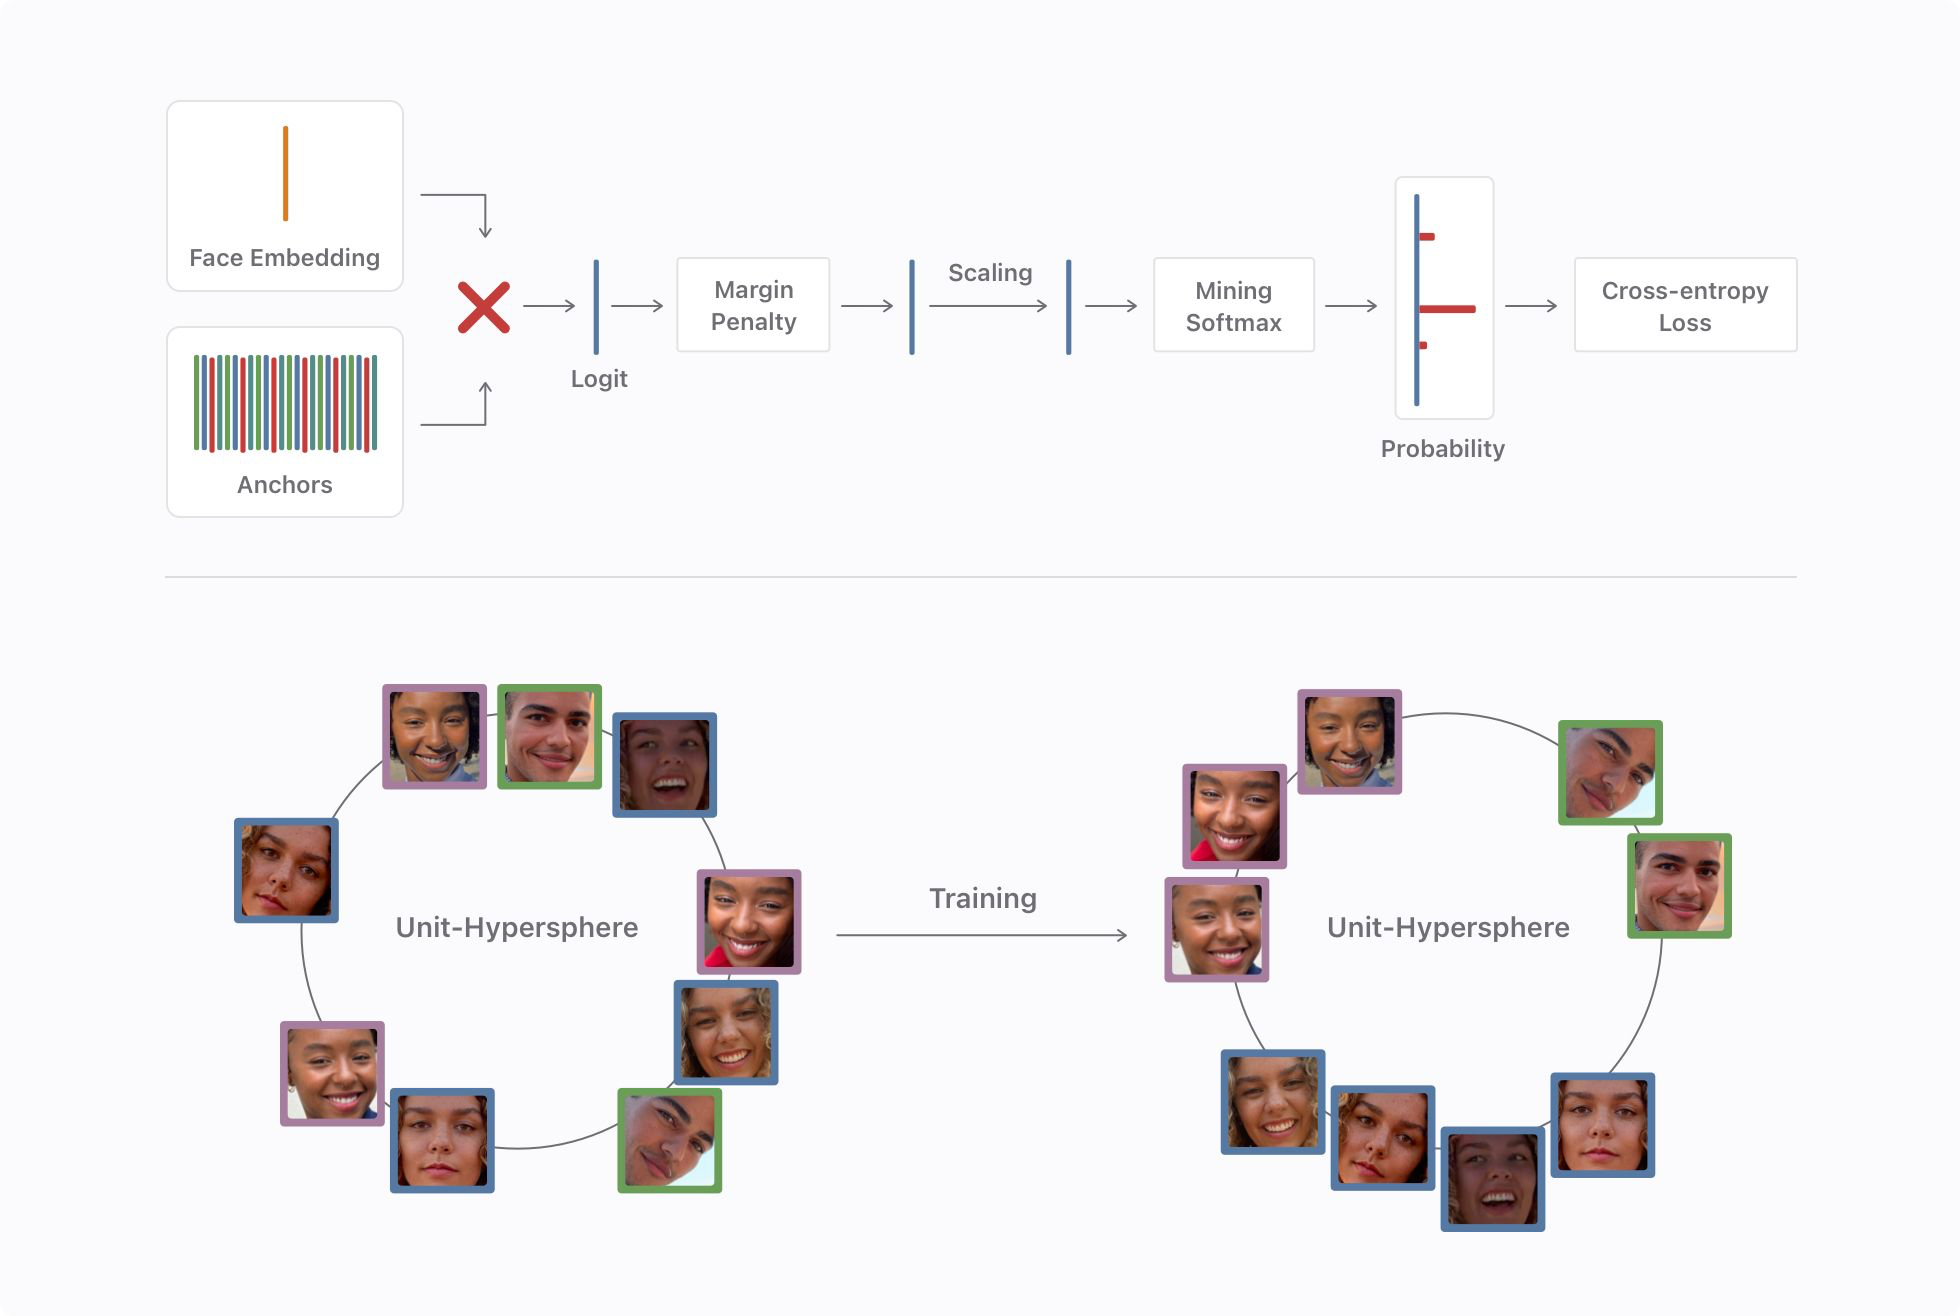 Face Embedding
Anchors
Logit
Margin
Penalty
Scaling
Mining
Softmax
Probability
Cross-entropy
Loss
Unit-Hypersphere
Training
Unit-Hypersphere